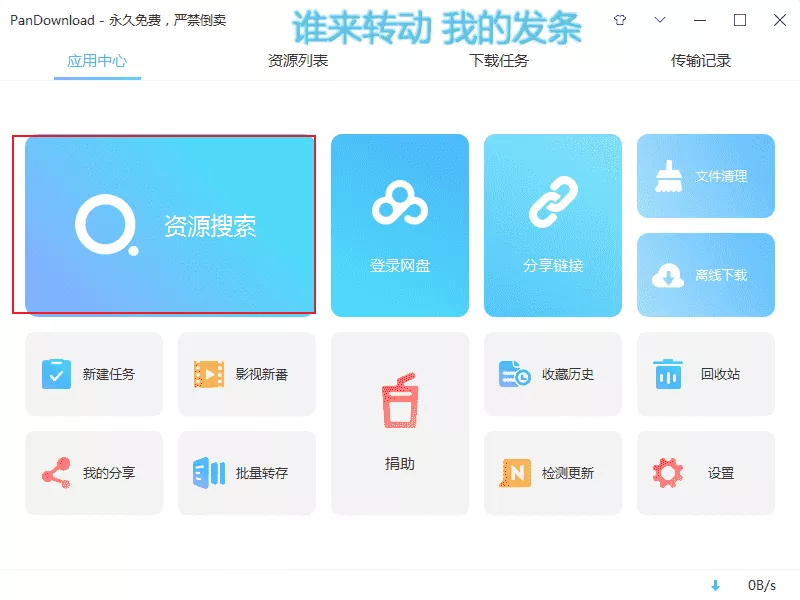 PanDownload - 永久免费，严禁倒卖
谁来转动 我的发条
应用中心
资源列表
下载任务
传输记录
资源搜索
登录网盘
分享链接
文件清理
离线下载
新建任务
影视新番
捐助
收藏历史
回收站
我的分享
批量转存
N
检测更新
设置
0B/s